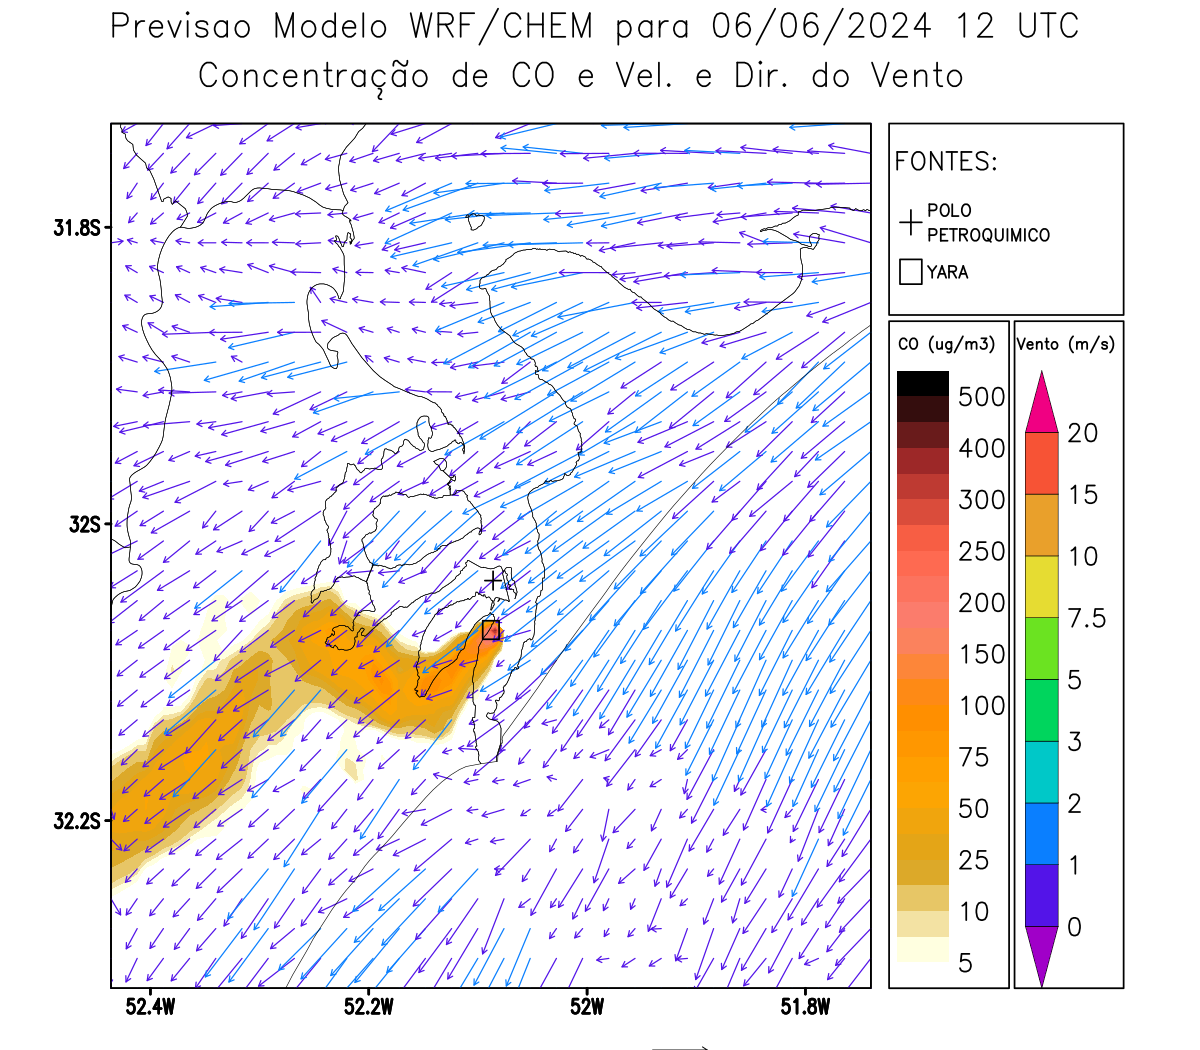 Previsao Modelo WRF/CHEM para 06/06/2024 12 UTC
Concentração de CO e Vel. e Dir. do Vento
FONTES:
POLO
PETROQUIMICO
YARA
31.8S
32S
32.2S
52.4W
52.2W
52W
51.8W
CO (ug/m3)
500
400
300
250
200
150
100
75
50
25
10
5
Vento (m/s)
20
15
10
7.5
5
3
2
1
0